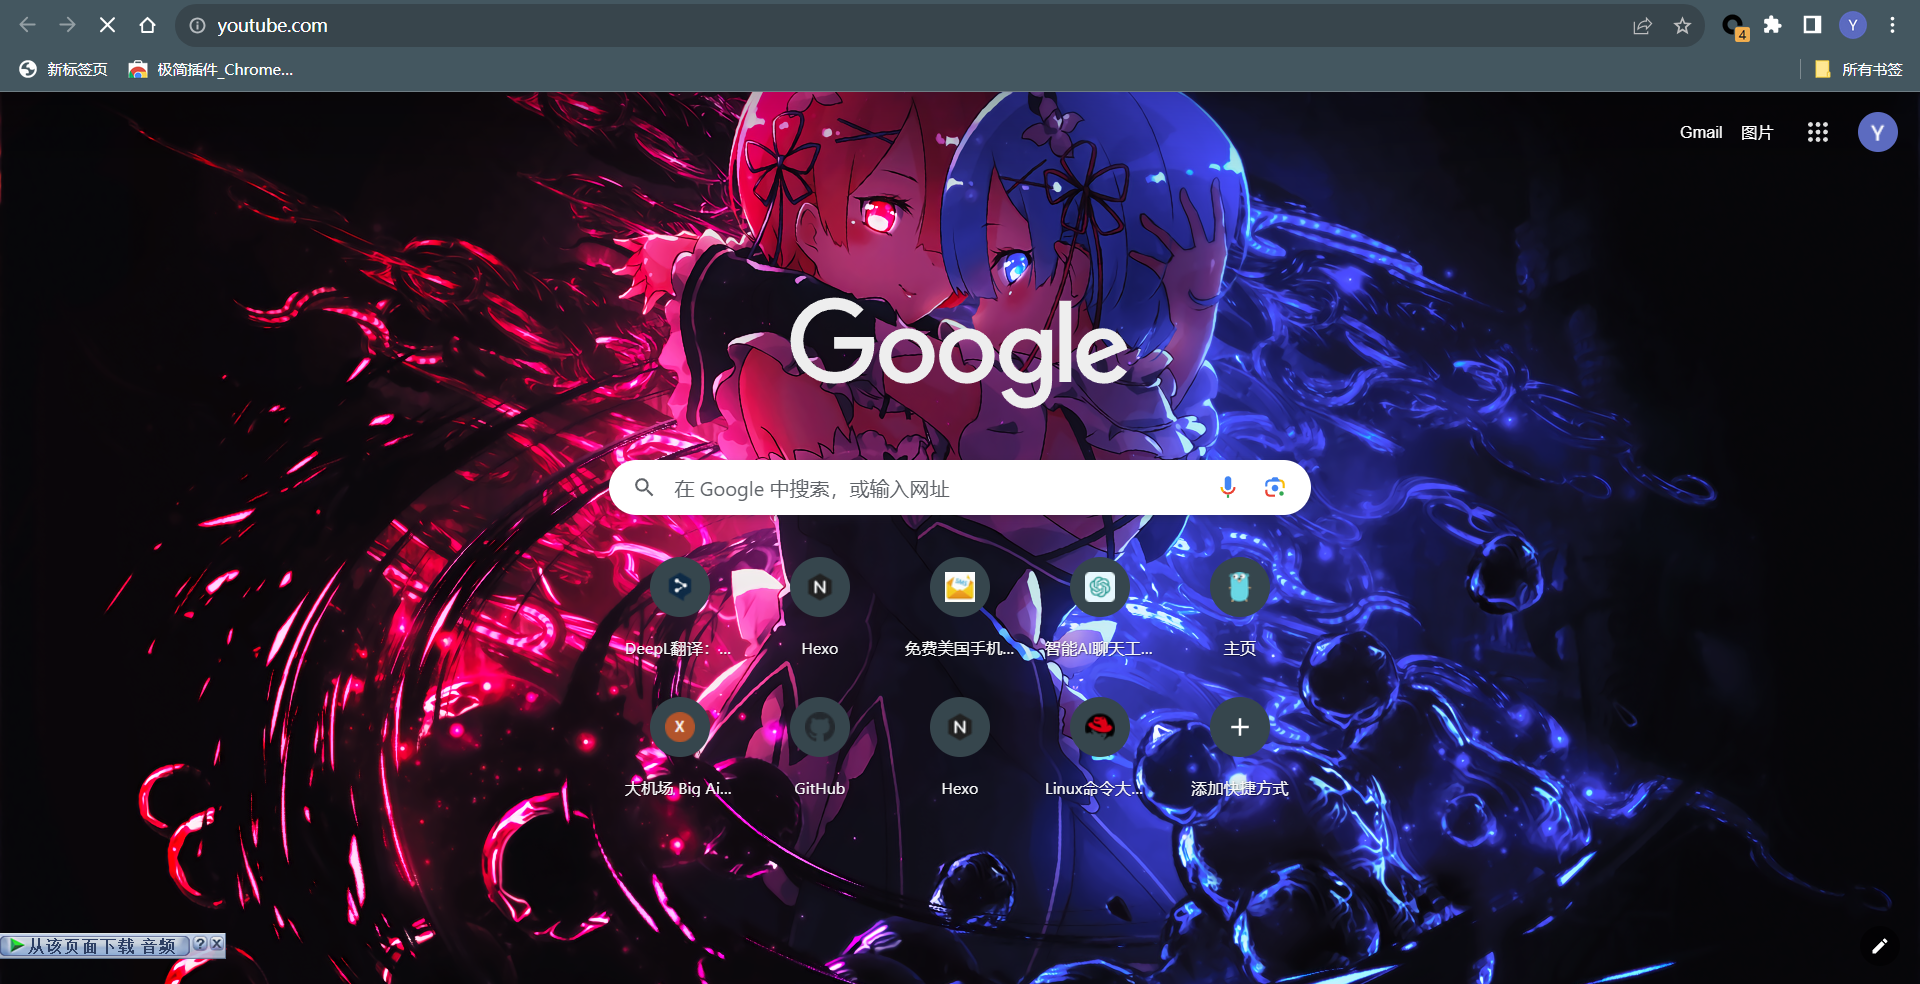 youtube.com
4
Y
新标签页
极简插件_Chrome...
所有书签
Gmail
图片
Y
Google
在 Google 中搜索，或输入网址
DeepL翻译：-...
Hexo
免费美国手机...
智能AI聊天工...
主页
大机场 Big Ai...
GitHub
Hexo
Linux命令大...
添加快捷方式
从该页面下载 音频